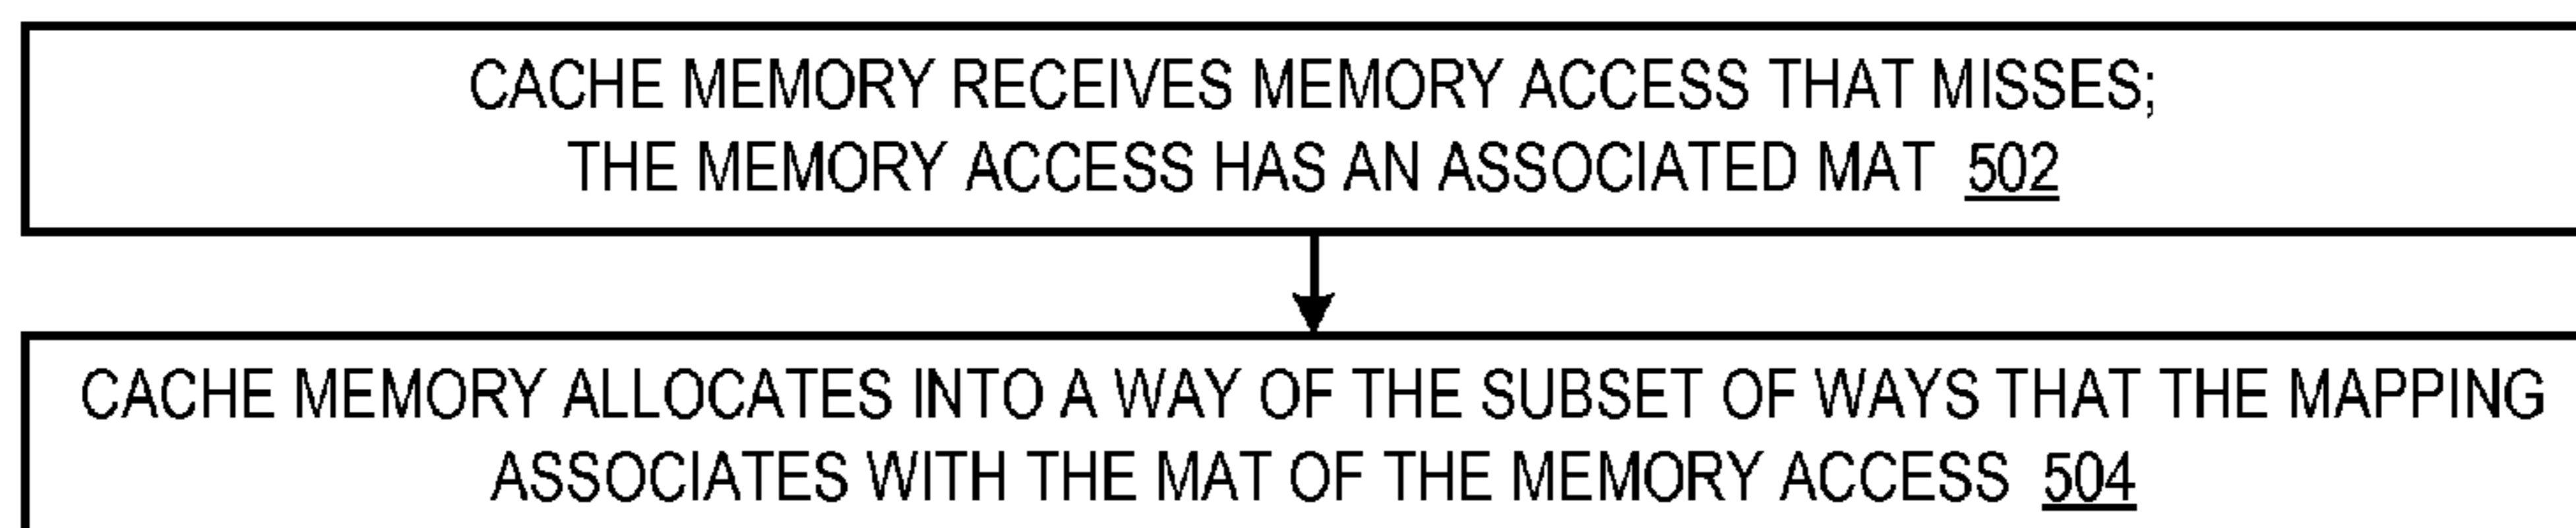 CACHE MEMORY RECEIVES MEMORY ACCESS THAT MISSES;
THE MEMORY ACCESS HAS AN ASSOCIATED MAT 502
CACHE MEMORY ALLOCATES INTO A WAY OF THE SUBSET OF WAYS THAT THE MAPPING
ASSOCIATES WITH THE MAT OF THE MEMORY ACCESS 504